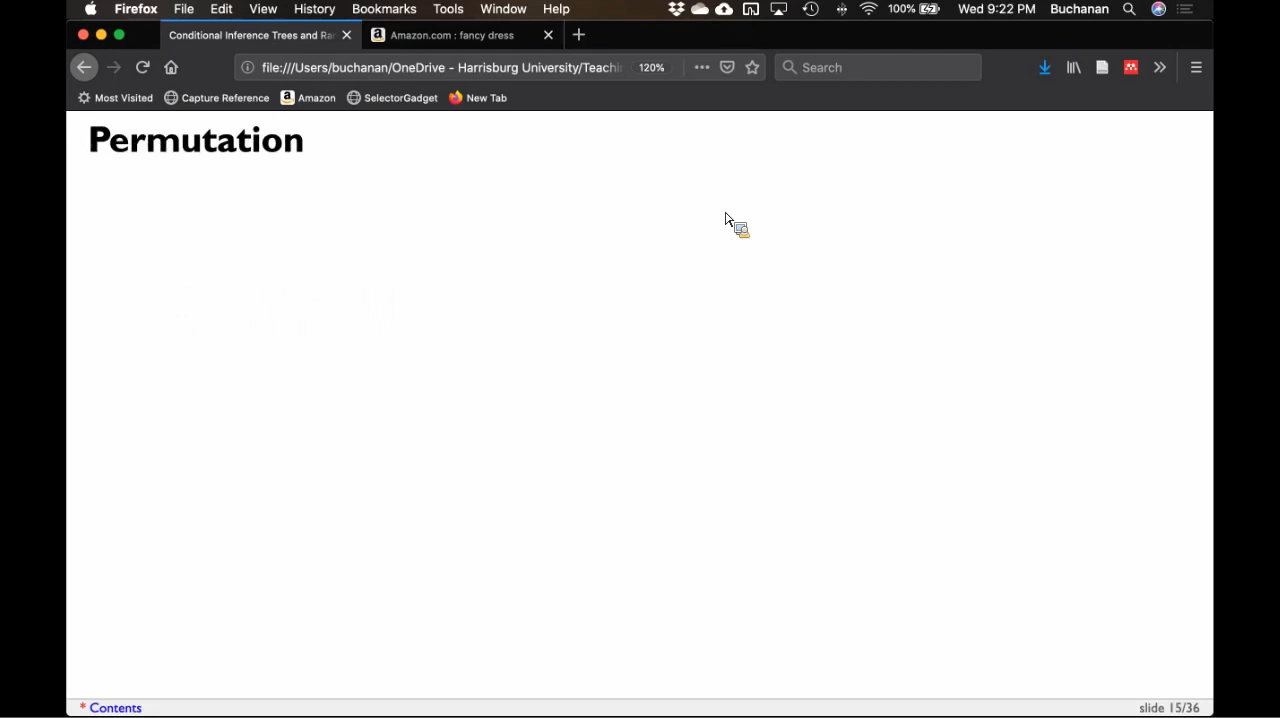 Firefox File Edit View History Bookmarks Tools Window Help 100% Wed 9:22 PM Buchanan
Conditional Inference Trees and Ra
Amazon.com : fancy dress
file:///Users/buchanan/OneDrive - Harrisburg University/Teachi 120% Search
Most Visited Capture Reference Amazon SelectorGadget New Tab
Permutation
* Contents slide 15/36